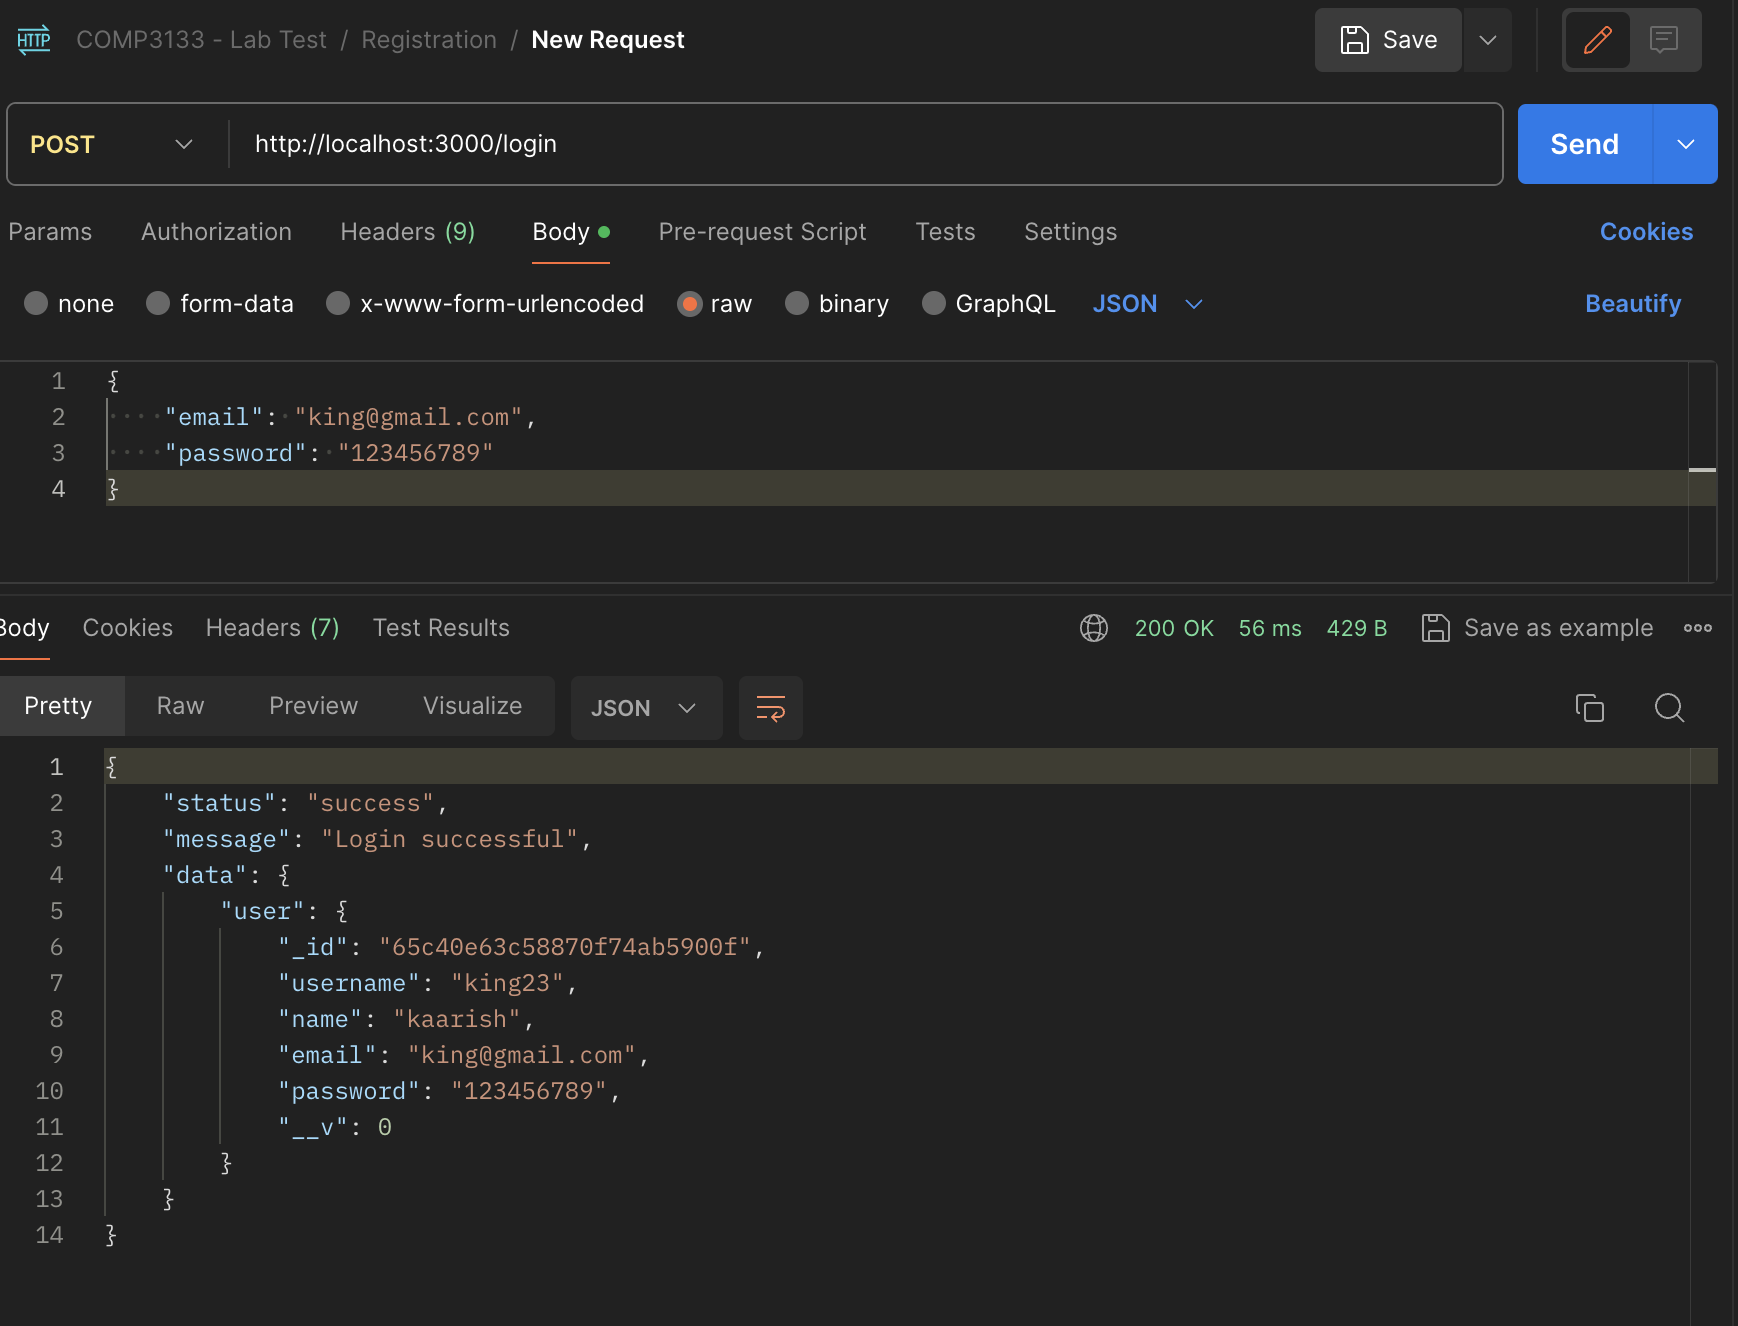 HTTP COMP3133 - Lab Test / Registration / New Request Save
POST http://localhost:3000/login Send
Params Authorization Headers (9) Body Pre-request Script Tests Settings Cookies
none form-data x-www-form-urlencoded raw binary GraphQL JSON Beautify
1 {
2 ····"email":·"king@gmail.com",
3 ····"password":·"123456789"
4 }
Body Cookies Headers (7) Test Results 200 OK 56 ms 429 B Save as example
Pretty Raw Preview Visualize JSON
1 {
2 "status": "success",
3 "message": "Login successful",
4 "data": {
5 "user": {
6 "_id": "65c40e63c58870f74ab5900f",
7 "username": "king23",
8 "name": "kaarish",
9 "email": "king@gmail.com",
10 "password": "123456789",
11 "__v": 0
12 }
13 }
14 }